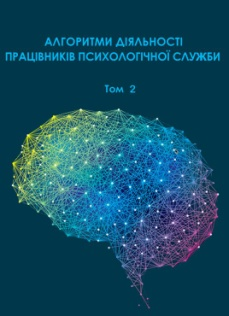 АЛГОРИТМИ ДІЯЛЬНОСТІ
ПРАЦІВНИКІВ ПСИХОЛОГІЧНОЇ СЛУЖБИ
Том 2